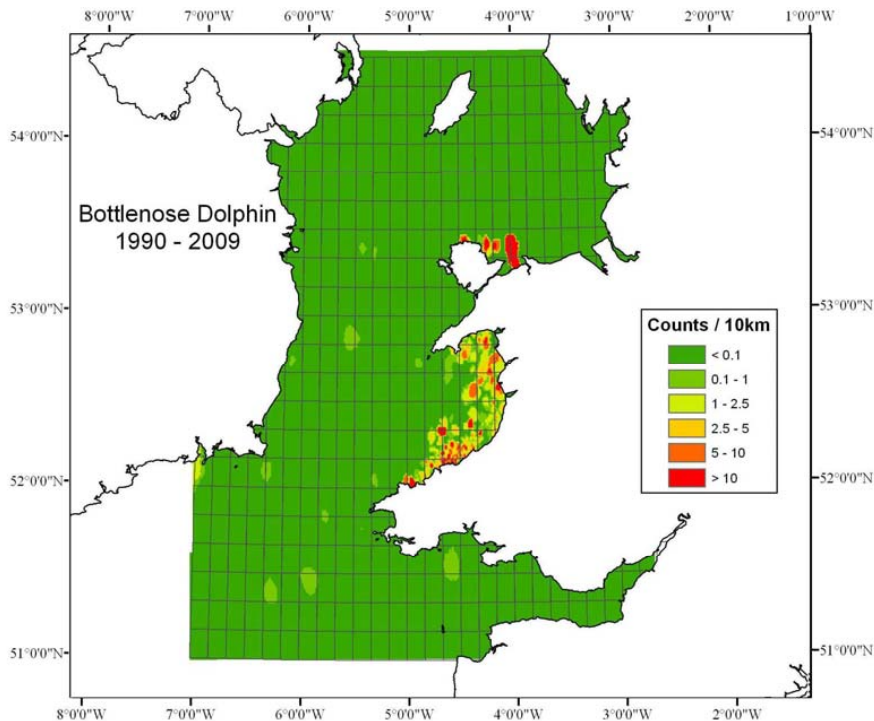 8°0'0"W 7°0'0"W 6°0'0"W 5°0'0"W 4°0'0"W 3°0'0"W 2°0'0"W 1°0'0"W
54°0'0"N 54°0'0"N
Bottlenose Dolphin
1990 - 2009
53°0'0"N 53°0'0"N
Counts / 10km
< 0.1
0.1 - 1
1 - 2.5
2.5 - 5
5 - 10
> 10
52°0'0"N 52°0'0"N
51°0'0"N 51°0'0"N
8°0'0"W 7°0'0"W 6°0'0"W 5°0'0"W 4°0'0"W 3°0'0"W 2°0'0"W